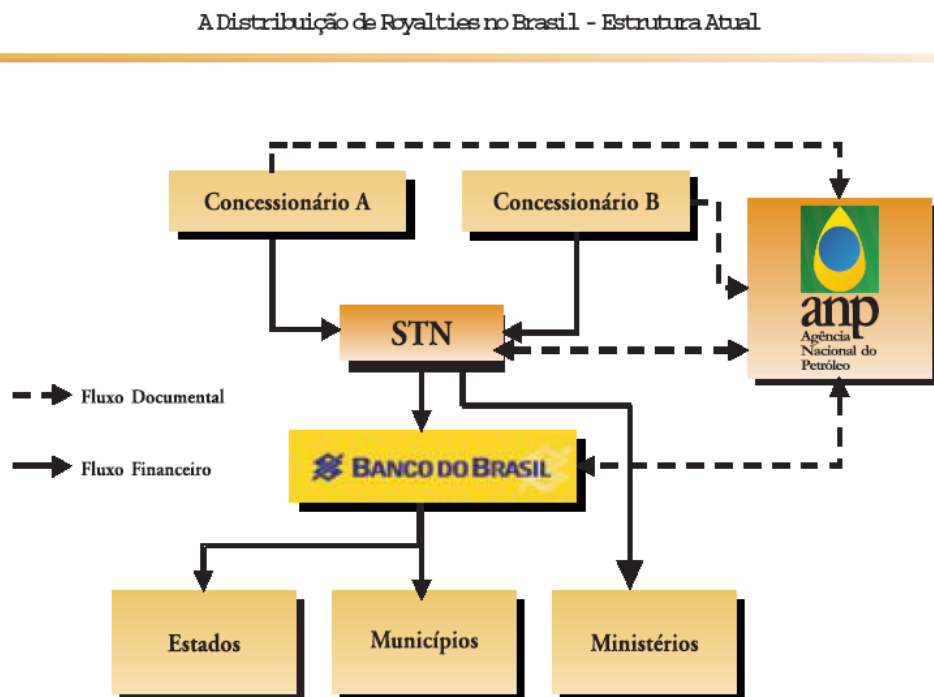 A Distribuição de Royalties no Brasil - Estrutura Atual
Concessionário A
Concessionário B
anp
Agência
Nacional do
Petróleo
STN
Fluxo Documental
Fluxo Financeiro
BANCO DO BRASIL
Estados
Municípios
Ministérios